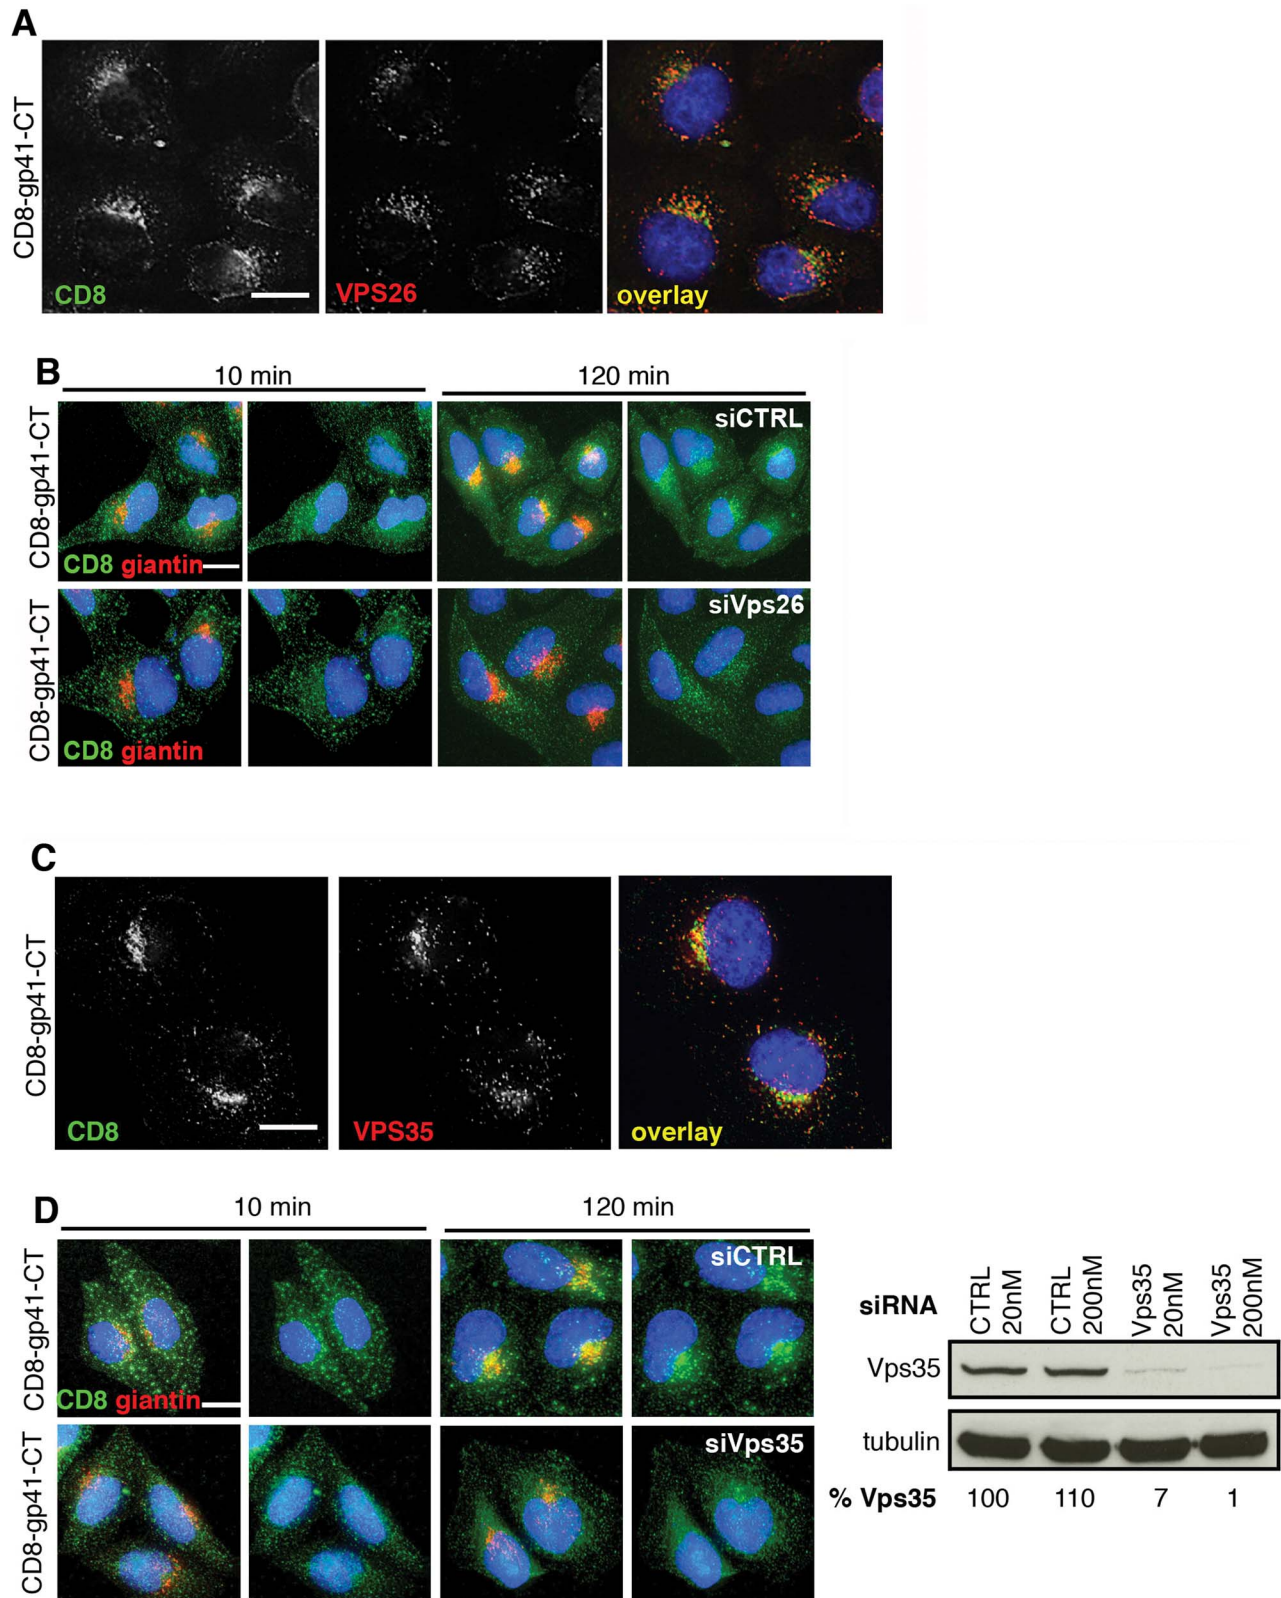 A
CD8-gp41-CT
CD8
VPS26
overlay
B
10 min
120 min
CD8-gp41-CT
siCTRL
CD8 giantin
CD8-gp41-CT
siVps26
CD8 giantin
C
CD8-gp41-CT
CD8
VPS35
overlay
D
10 min
120 min
CD8-gp41-CT
siCTRL
CD8 giantin
CD8-gp41-CT
siVps35
siRNA
CTRL 20nM
CTRL 200nM
Vps35 20nM
Vps35 200nM
Vps35
tubulin
% Vps35 100 110 7 1